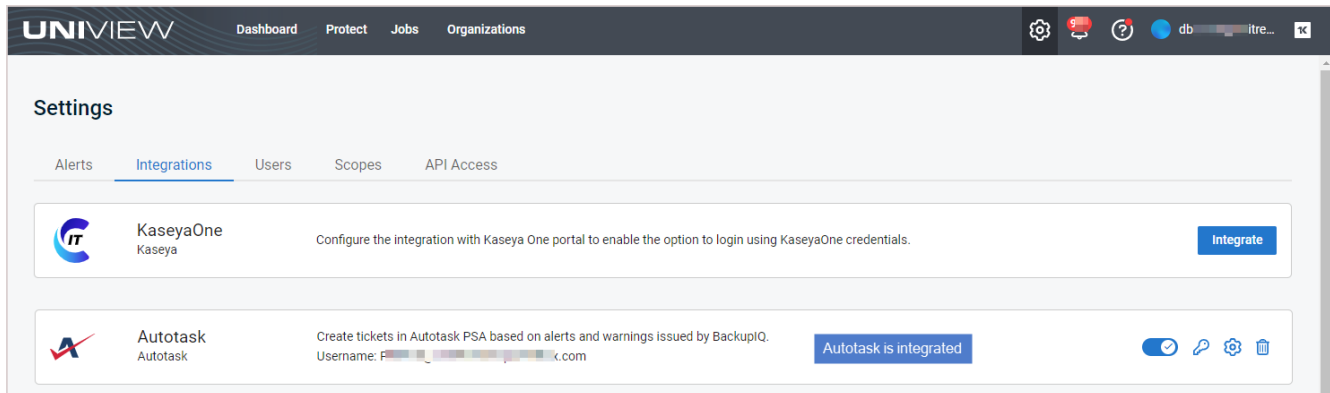 UNIVIEW Dashboard Protect Jobs Organizations
Settings
Alerts Integrations Users Scopes API Access
IT
KaseyaOne
Kaseya
Configure the integration with Kaseya One portal to enable the option to login using KaseyaOne credentials.
Integrate
Autotask
Autotask
Create tickets in Autotask PSA based on alerts and warnings issued by BackupIQ.
Username: .com
Autotask is integrated